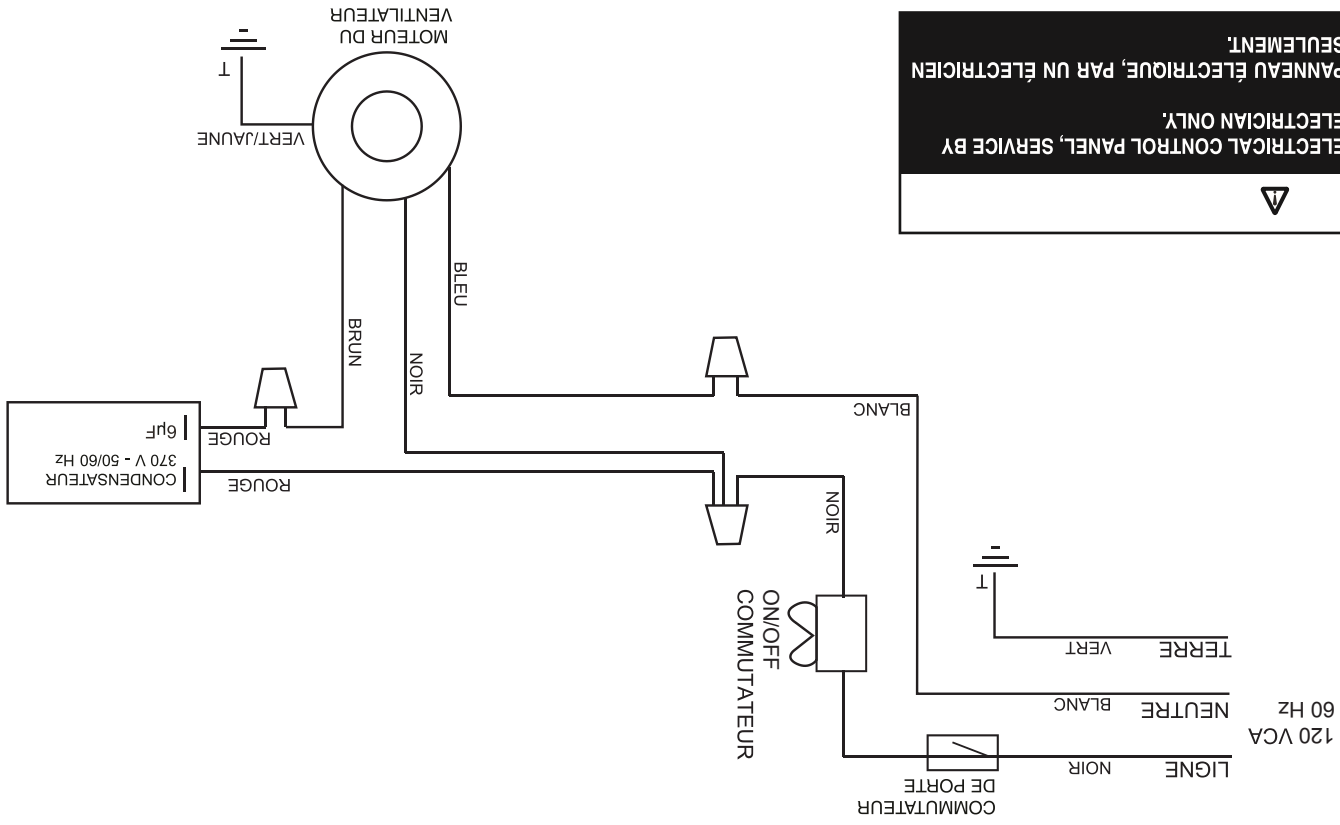 COMMUTATEUR
DE PORTE
LIGNE
NOIR
120 VCA
60 Hz
NEUTRE
BLANC
TERRE
VERT
T
COMMUTATEUR
ON/OFF
NOIR
ROUGE
CONDENSATEUR
370 V - 50/60 Hz
6µF
ROUGE
BLANC
NOIR
BRUN
BLEU
VERT/JAUNE
T
MOTEUR DU
VENTILATEUR
ELECTRICAL CONTROL PANEL, SERVICE BY
ELECTRICIAN ONLY.
PANNEAU ÉLECTRIQUE, PAR UN ÉLECTRICIEN
SEULEMENT.